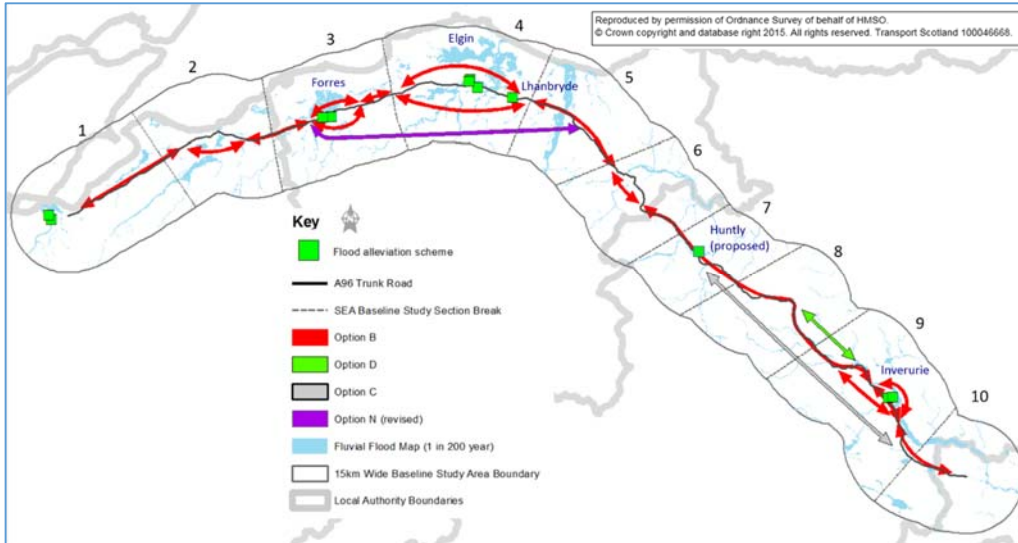 Reproduced by permission of Ordnance Survey of behalf of HMSO.
© Crown copyright and database right 2015. All rights reserved. Transport Scotland 100046668.
4
3
Elgin
2
Forres
Lhanbryde
5
1
6
Key
7
Huntly
(proposed)
Flood alleviation scheme
8
A96 Trunk Road
SEA Baseline Study Section Break
9
Option B
Option D
Inverurie
Option C
10
Option N (revised)
Fluvial Flood Map (1 in 200 year)
15km Wide Baseline Study Area Boundary
Local Authority Boundaries